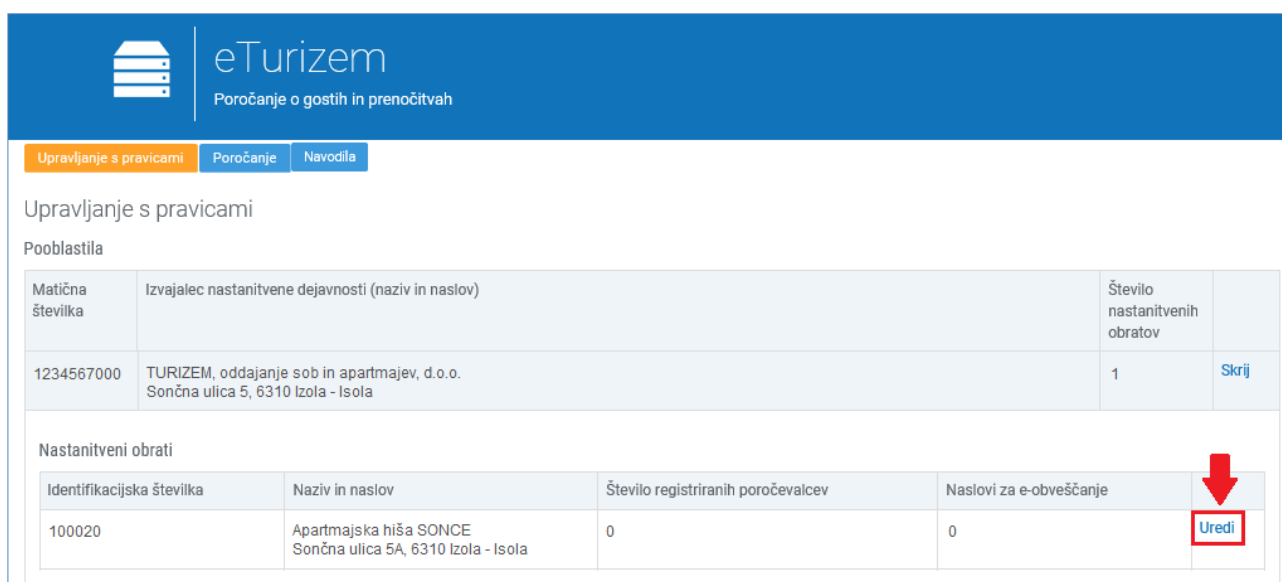 eTurizem
Poročanje o gostih in prenočitvah
Upravljanje s pravicami
Poročanje
Navodila
Upravljanje s pravicami
Pooblastila
Matična
številka
Izvajalec nastanitvene dejavnosti (naziv in naslov)
Število
nastanitvenih
obratov
1234567000
TURIZEM, oddajanje sob in apartmajev, d.o.o.
Sončna ulica 5, 6310 Izola - Isola
1
Skrij
Nastanitveni obrati
Identifikacijska številka
Naziv in naslov
Število registriranih poročevalcev
Naslovi za e-obveščanje
100020
Apartmajska hiša SONCE
Sončna ulica 5A, 6310 Izola - Isola
0
0
Uredi